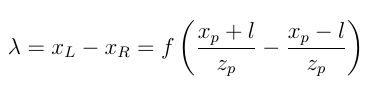 λ = x_L − x_R = f ( (x_p + l) / z_p − (x_p − l) / z_p )